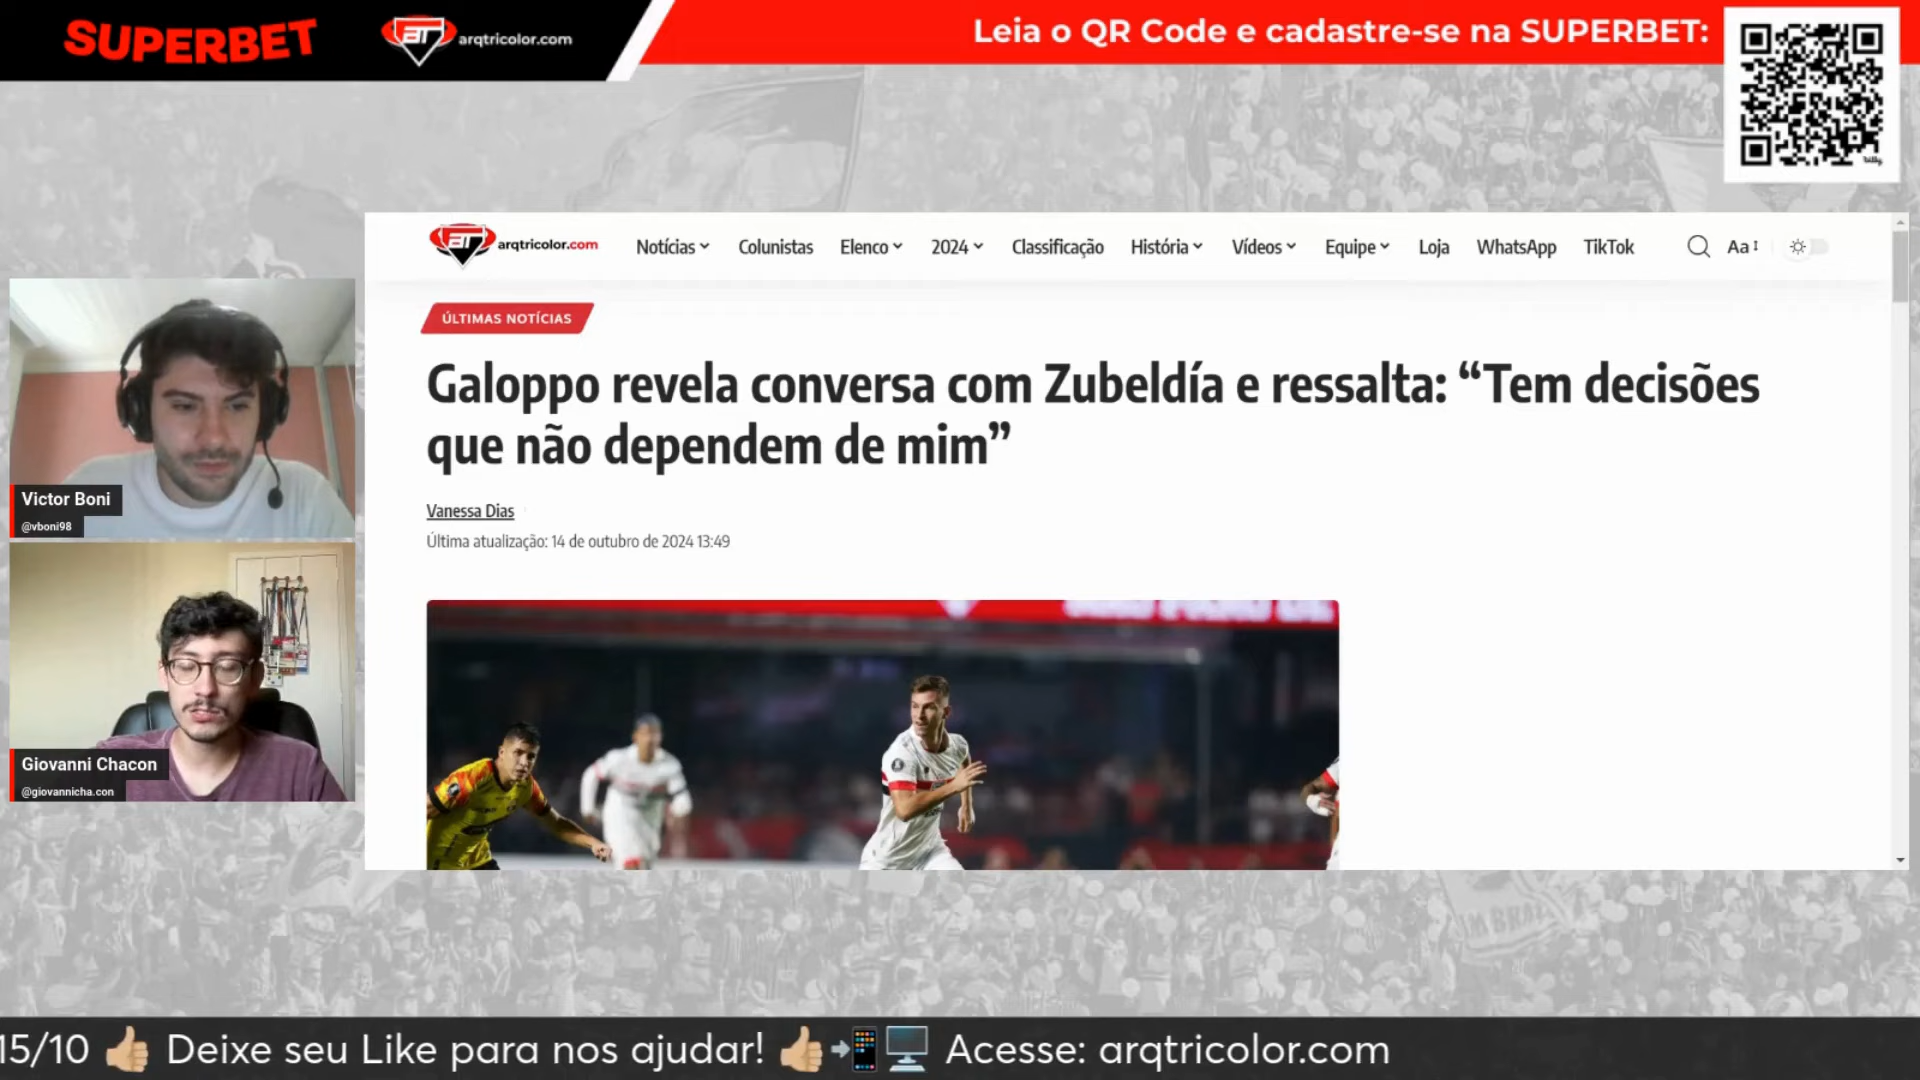 SUPERBET
AR
arqtricolor.com
Leia o QR Code e cadastre-se na SUPERBET:
bitly
AR
arqtricolor.com
Notícias
Colunistas
Elenco
2024
Classificação
História
Vídeos
Equipe
Loja
WhatsApp
TikTok
Aa
ÚLTIMAS NOTÍCIAS
Galoppo revela conversa com Zubeldía e ressalta: “Tem decisões
que não dependem de mim”
Vanessa Dias
Última atualização: 14 de outubro de 2024 13:49
Victor Boni
@vboni98
Giovanni Chacon
@giovannicha.con
15/10 👍🏼 Deixe seu Like para nos ajudar! 👍🏼📲🖥️ Acesse: arqtricolor.com